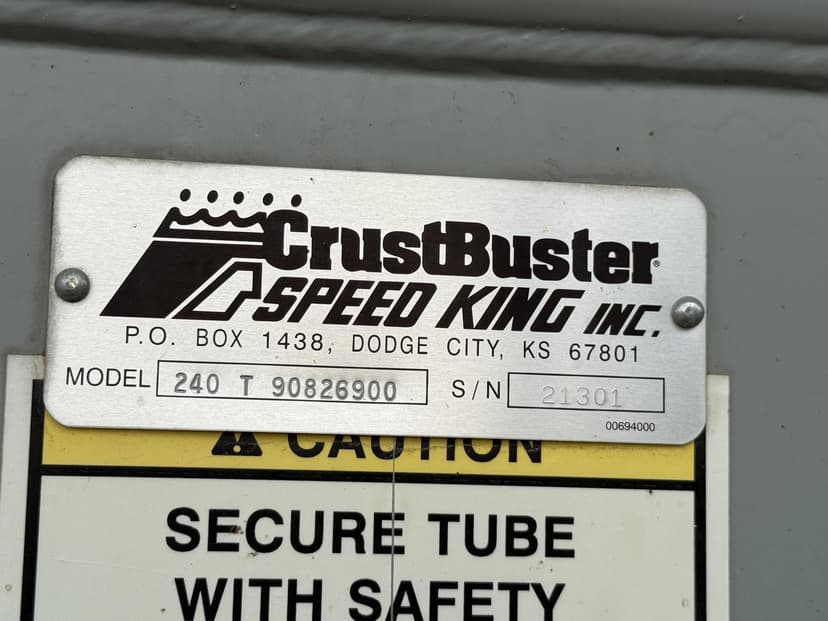 CrustBuster®
SPEED KING INC.
P.O. BOX 1438, DODGE CITY, KS 67801
MODEL 240 T 90826900 S/N 21301
00694000
CAUTION
SECURE TUBE
WITH SAFETY